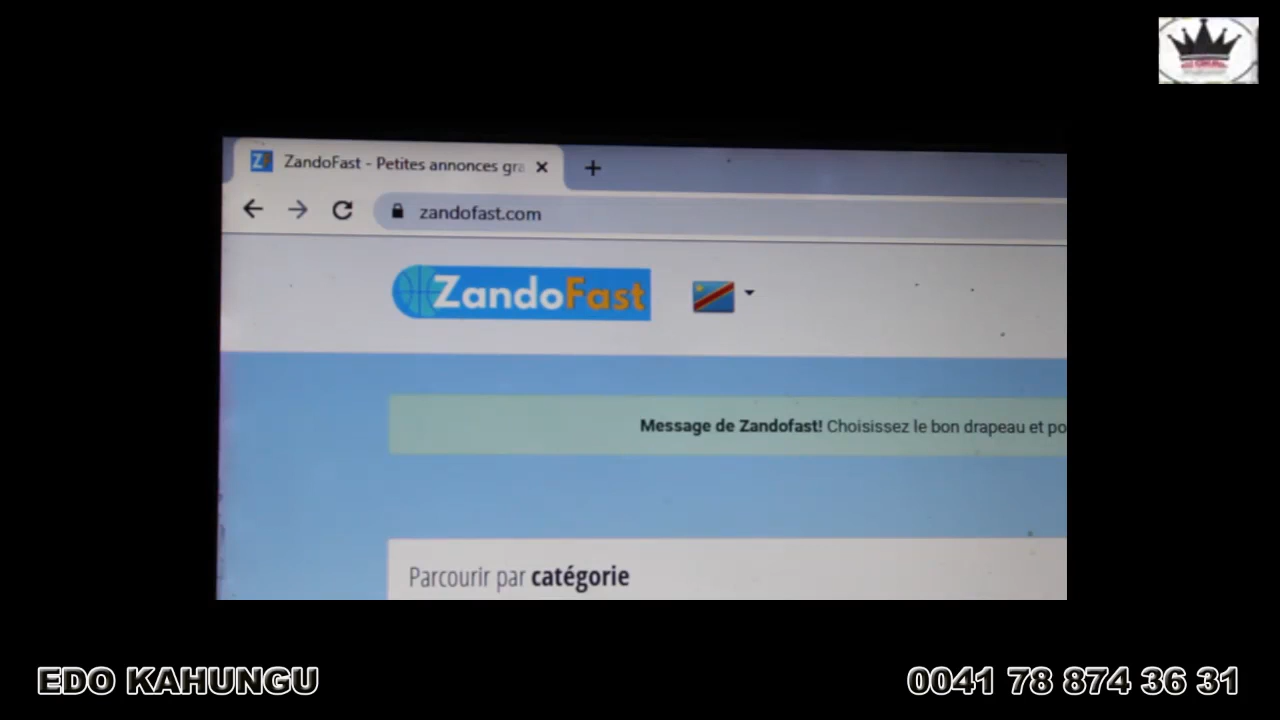 ZandoFast - Petites annonces gra
zandofast.com
ZandoFast
Message de Zandofast! Choisissez le bon drapeau et po
Parcourir par catégorie
EDO KAHUNGU
0041 78 874 36 31